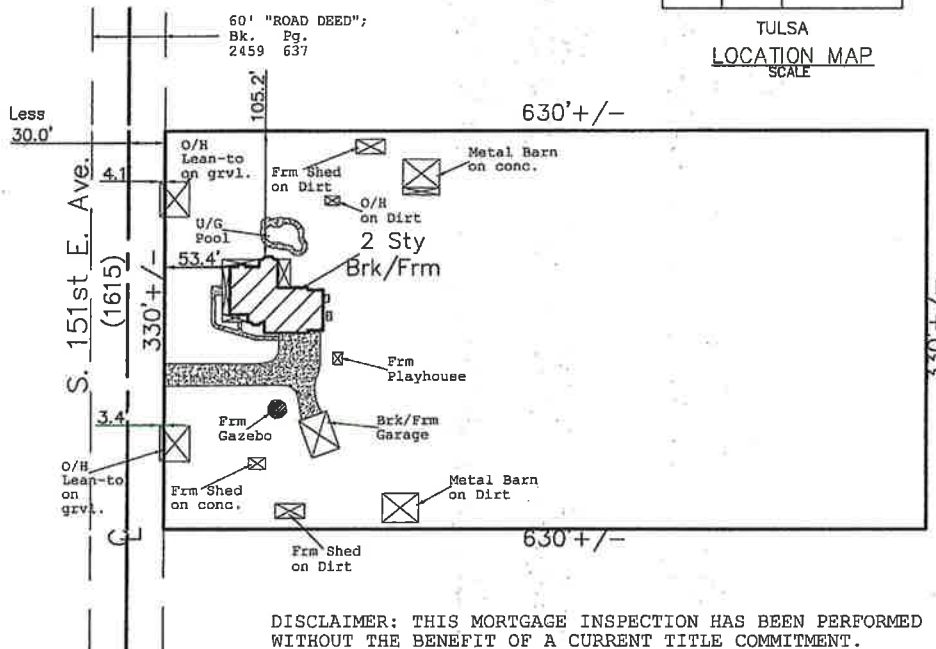 60' "ROAD DEED";
Bk. Pg.
2459 637
TULSA
LOCATION MAP
SCALE
105.2'
630'+/-
Less
30.0'
O/H
Lean-to
on grvl.
Frm Shed
on Dirt
Metal Barn
on conc.
4.1
O/H
on Dirt
U/G
Pool
2 Sty
Brk/Frm
53.4'
S. 151st E. Ave.
(1615)
330'+/-
330'+/-
Frm
Playhouse
3.4
Frm
Gazebo
Brk/Frm
Garage
O/H
Lean-to
on
grvl.
Frm Shed
on conc.
Metal Barn
on Dirt
CL
630'+/-
Frm Shed
on Dirt
DISCLAIMER: THIS MORTGAGE INSPECTION HAS BEEN PERFORMED
WITHOUT THE BENEFIT OF A CURRENT TITLE COMMITMENT.